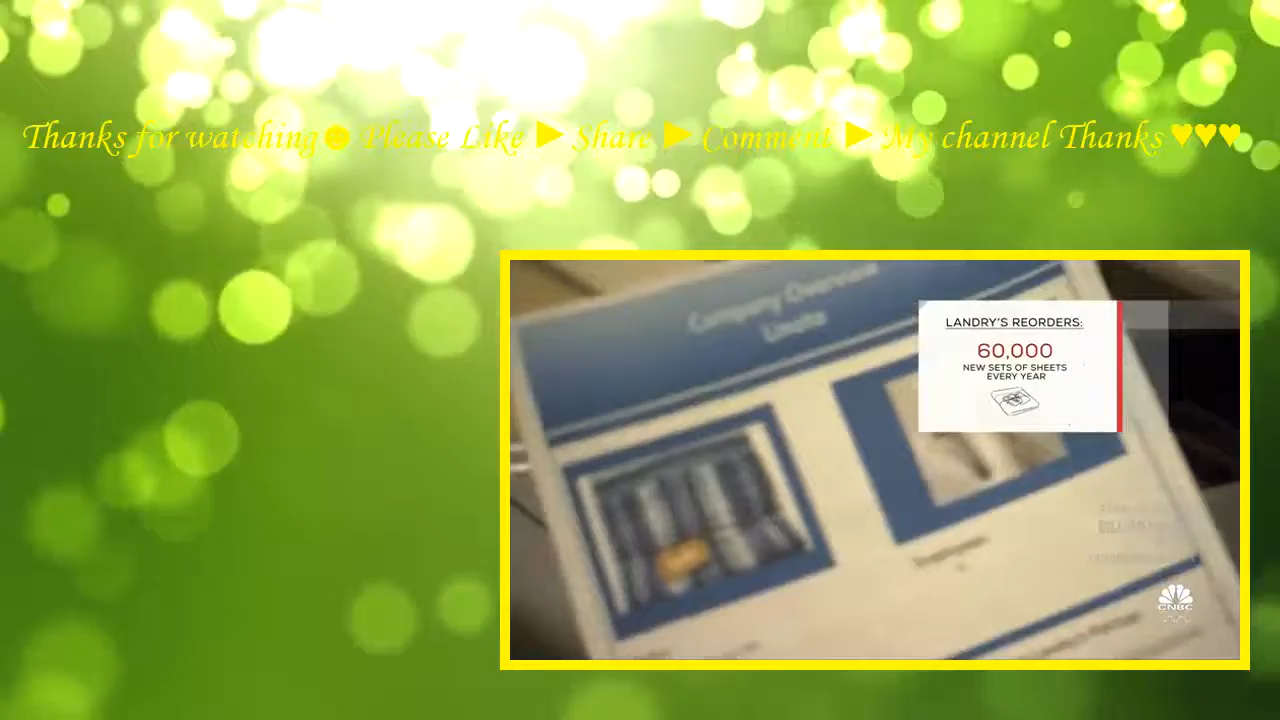 Thanks for watching☻ Please Like ► Share ► Comment ► My channel Thanks ♥♥♥
Company Overview
Linens
LANDRY'S REORDERS:
60,000
NEW SETS OF SHEETS
EVERY YEAR
CNBC